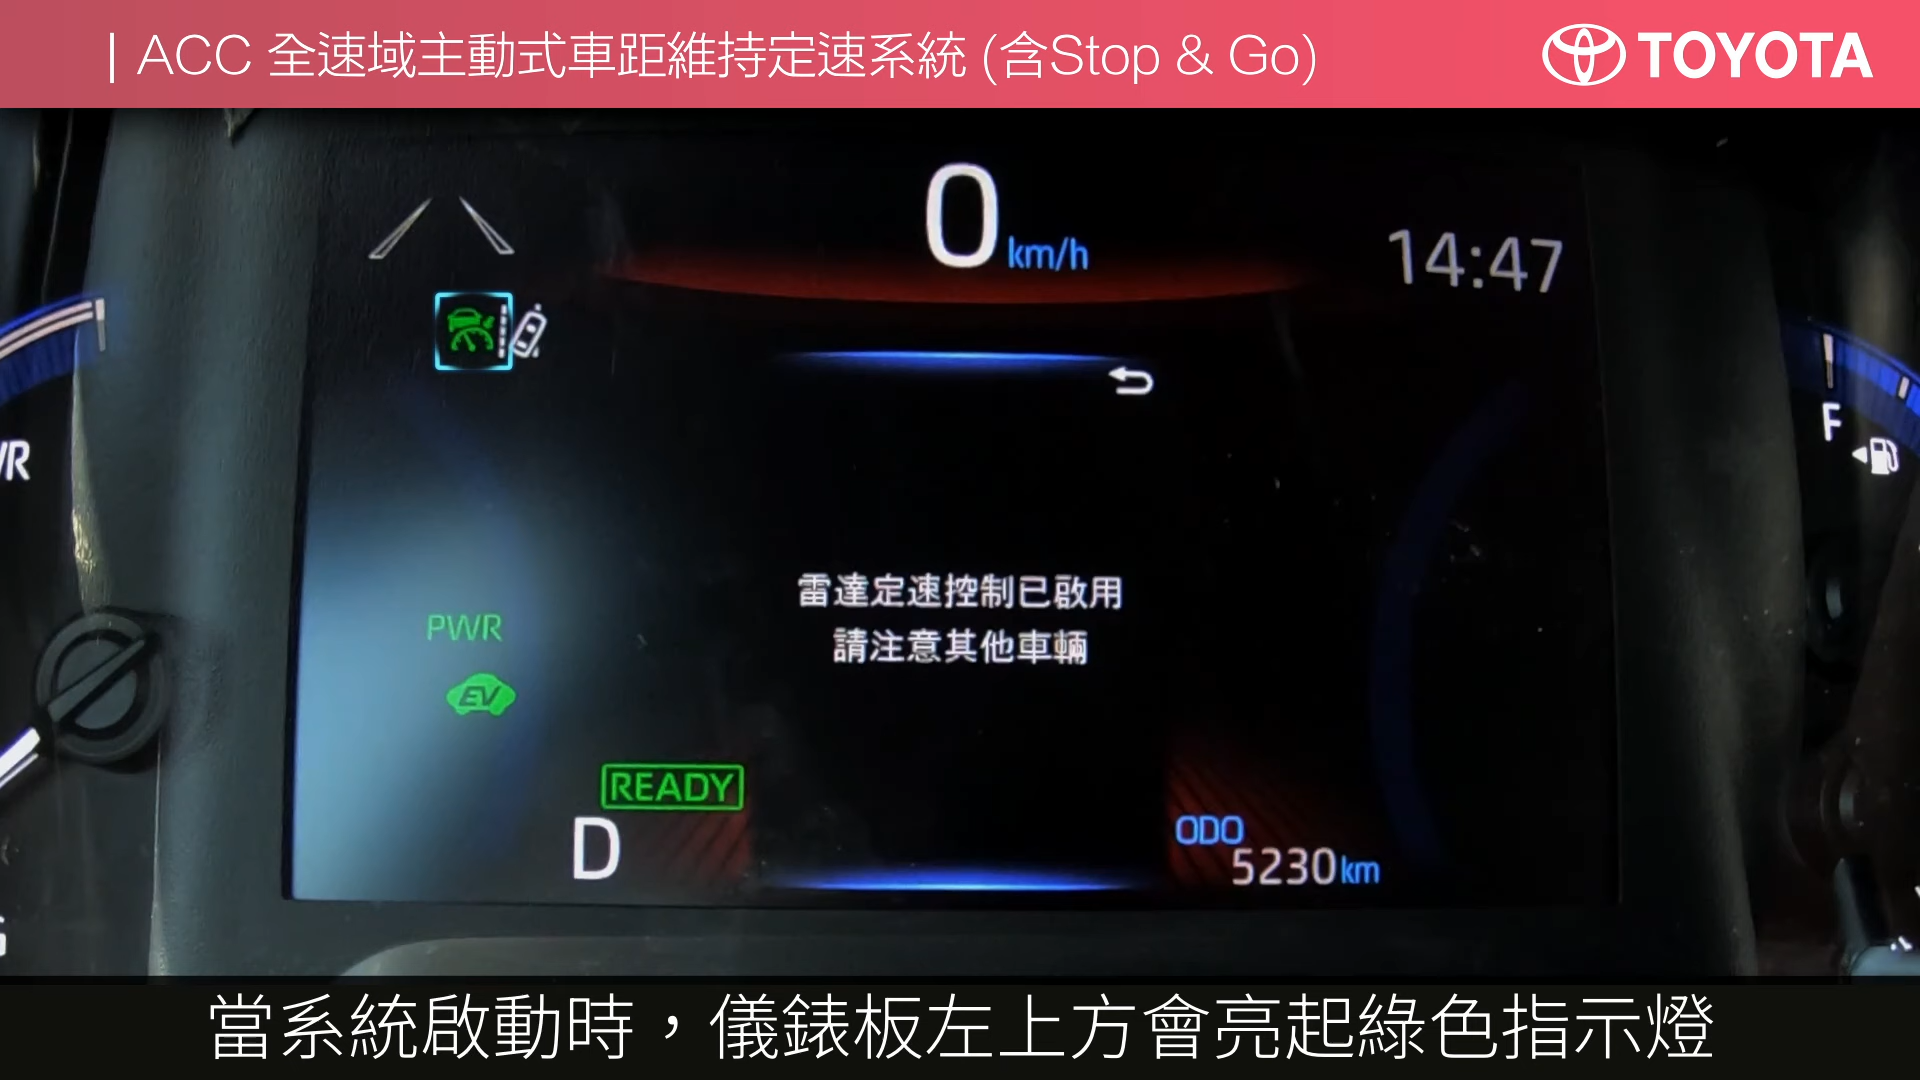 | ACC 全速域主動式車距維持定速系統 (含Stop & Go)
TOYOTA
0 km/h
14:47
F
雷達定速控制已啟用
請注意其他車輛
PWR
EV
READY
D
ODO
5230 km
當系統啟動時，儀錶板左上方會亮起綠色指示燈